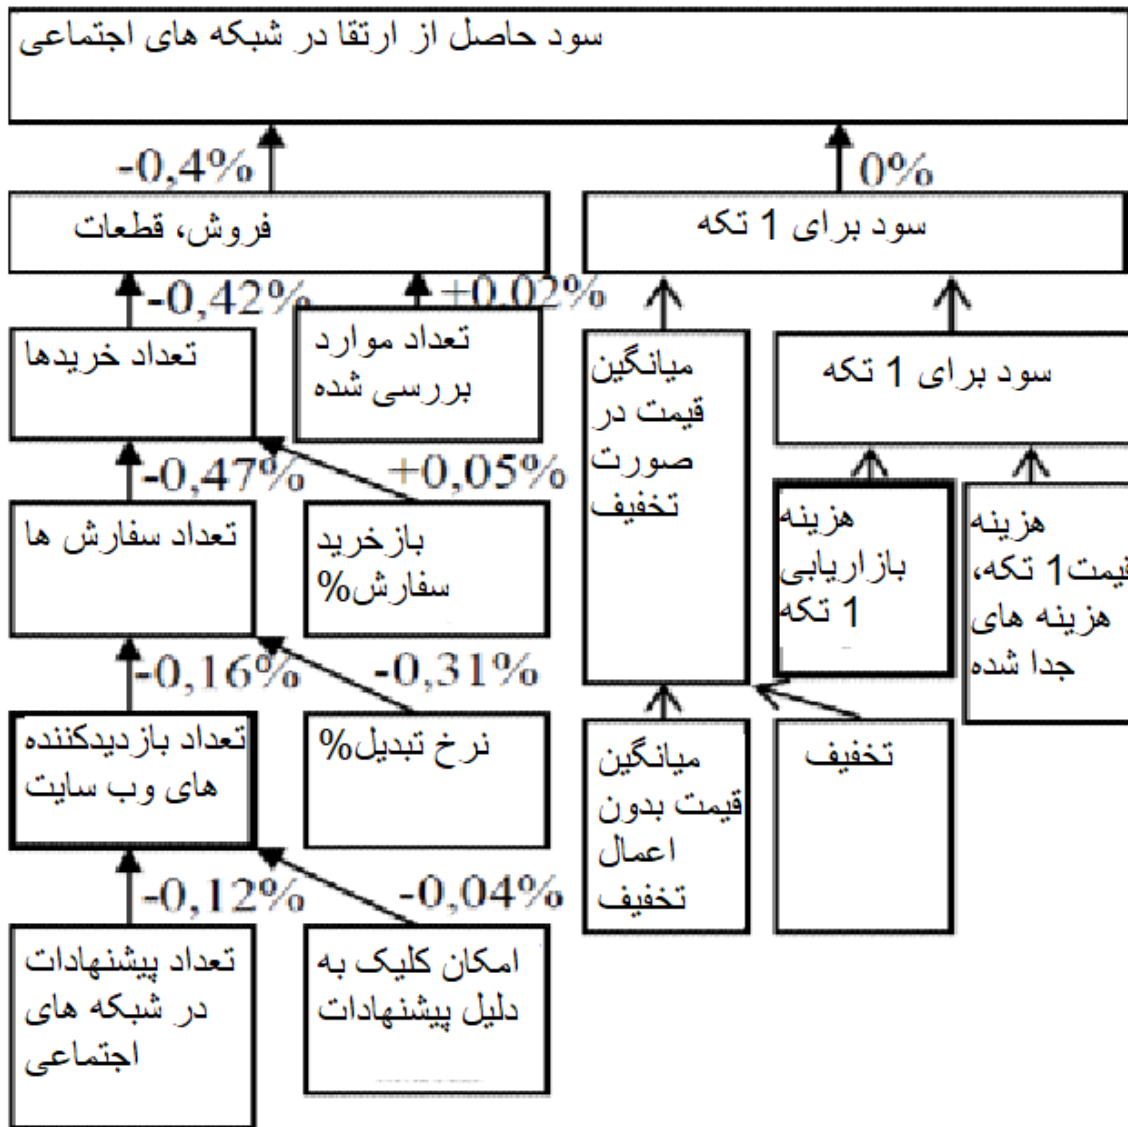 سود حاصل از ارتقا در شبکه های اجتماعی
-0,4%
0%
فروش، قطعات
سود برای 1 تکه
-0,42%
+0,02%
تعداد خریدها
تعداد موارد
بررسی شده
میانگین
قیمت در
صورت
تخفیف
سود برای 1 تکه
-0,47%
+0,05%
تعداد سفارش ها
بازخرید
سفارش%
هزینه
بازاریابی
1 تکه
هزینه
قیمت1 تکه،
هزینه های
جدا شده
-0,16%
-0,31%
تعداد بازدیدکننده
های وب سایت
نرخ تبدیل%
میانگین
قیمت بدون
اعمال
تخفیف
تخفیف
-0,12%
-0,04%
تعداد پیشنهادات
در شبکه های
اجتماعی
امکان کلیک به
دلیل پیشنهادات